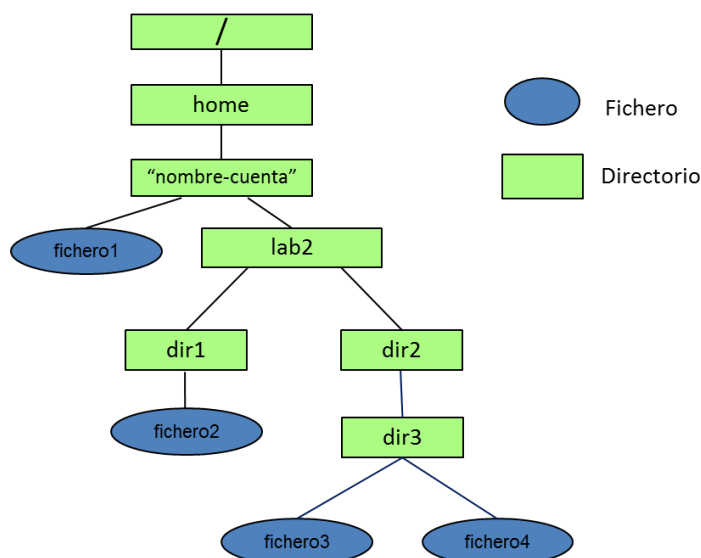 /
home
Fichero
“nombre-cuenta”
Directorio
fichero1
lab2
dir1
dir2
fichero2
dir3
fichero3
fichero4